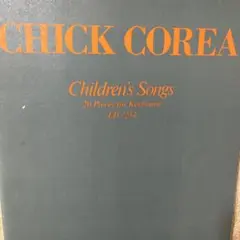 CHICK COREA
Children's Songs
20 Pieces for Keyboard